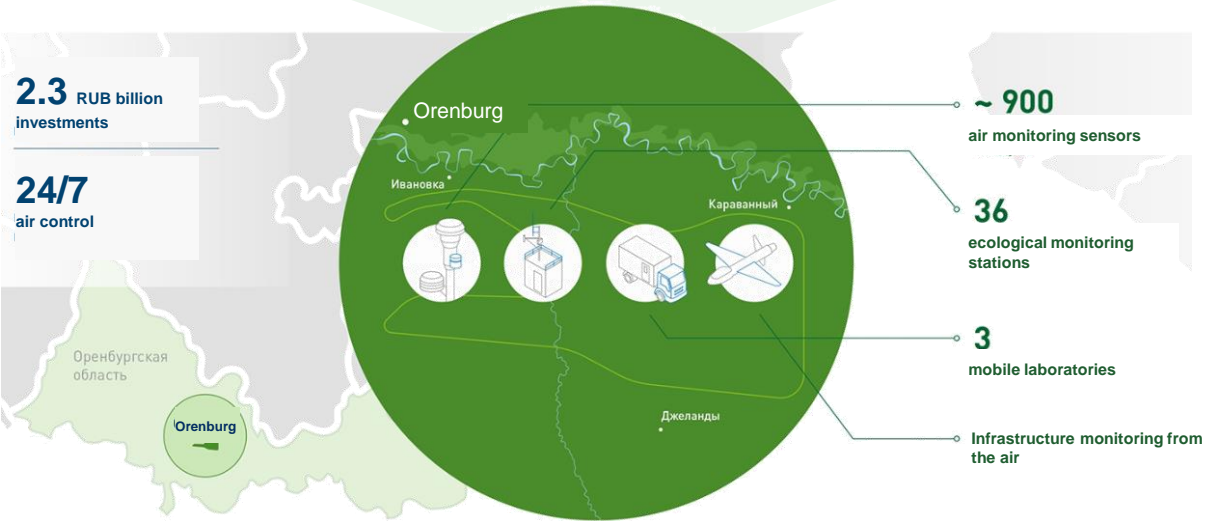 2.3 RUB billion
investments
24/7
air control
Orenburg
Ивановка
Караванный
Джеланды
Оренбургская
область
Orenburg
~ 900
air monitoring sensors
36
ecological monitoring
stations
3
mobile laboratories
Infrastructure monitoring from
the air